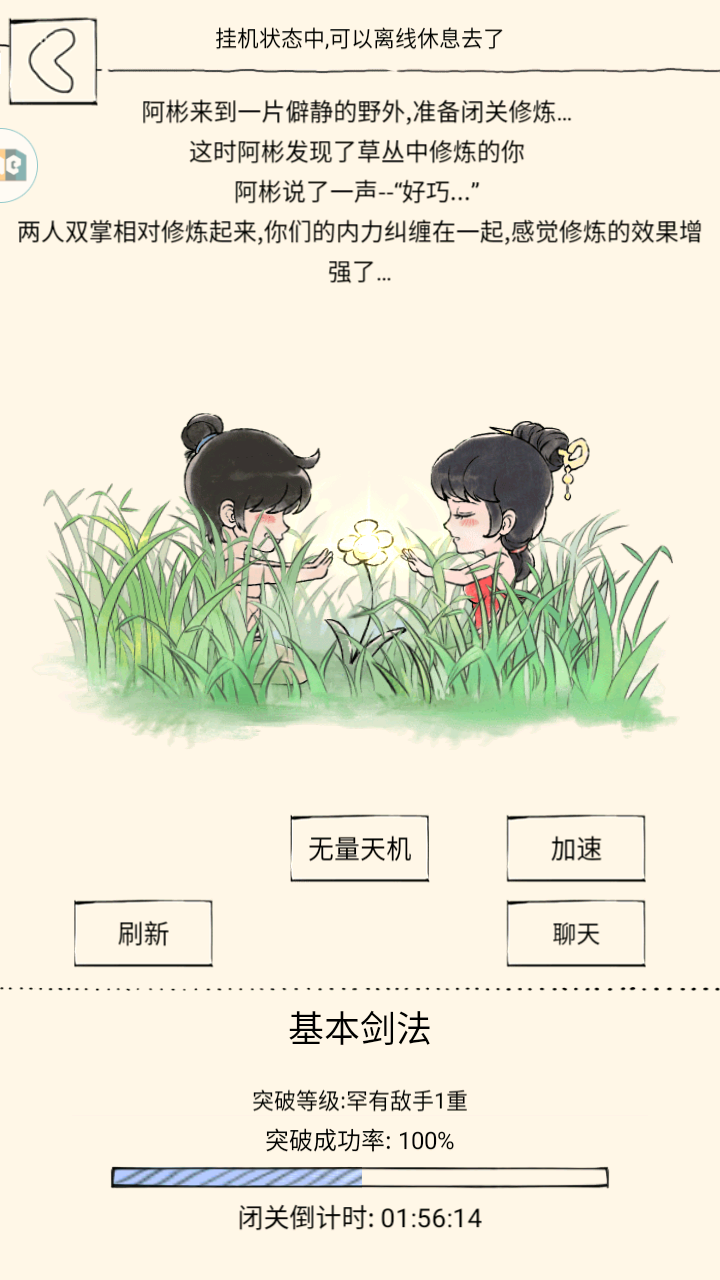 挂机状态中,可以离线休息去了
阿彬来到一片僻静的野外,准备闭关修炼...
这时阿彬发现了草丛中修炼的你
阿彬说了一声--“好巧...”
两人双掌相对修炼起来,你们的内力纠缠在一起,感觉修炼的效果增
强了...
无量天机
加速
刷新
聊天
基本剑法
突破等级:罕有敌手1重
突破成功率: 100%
闭关倒计时: 01:56:14